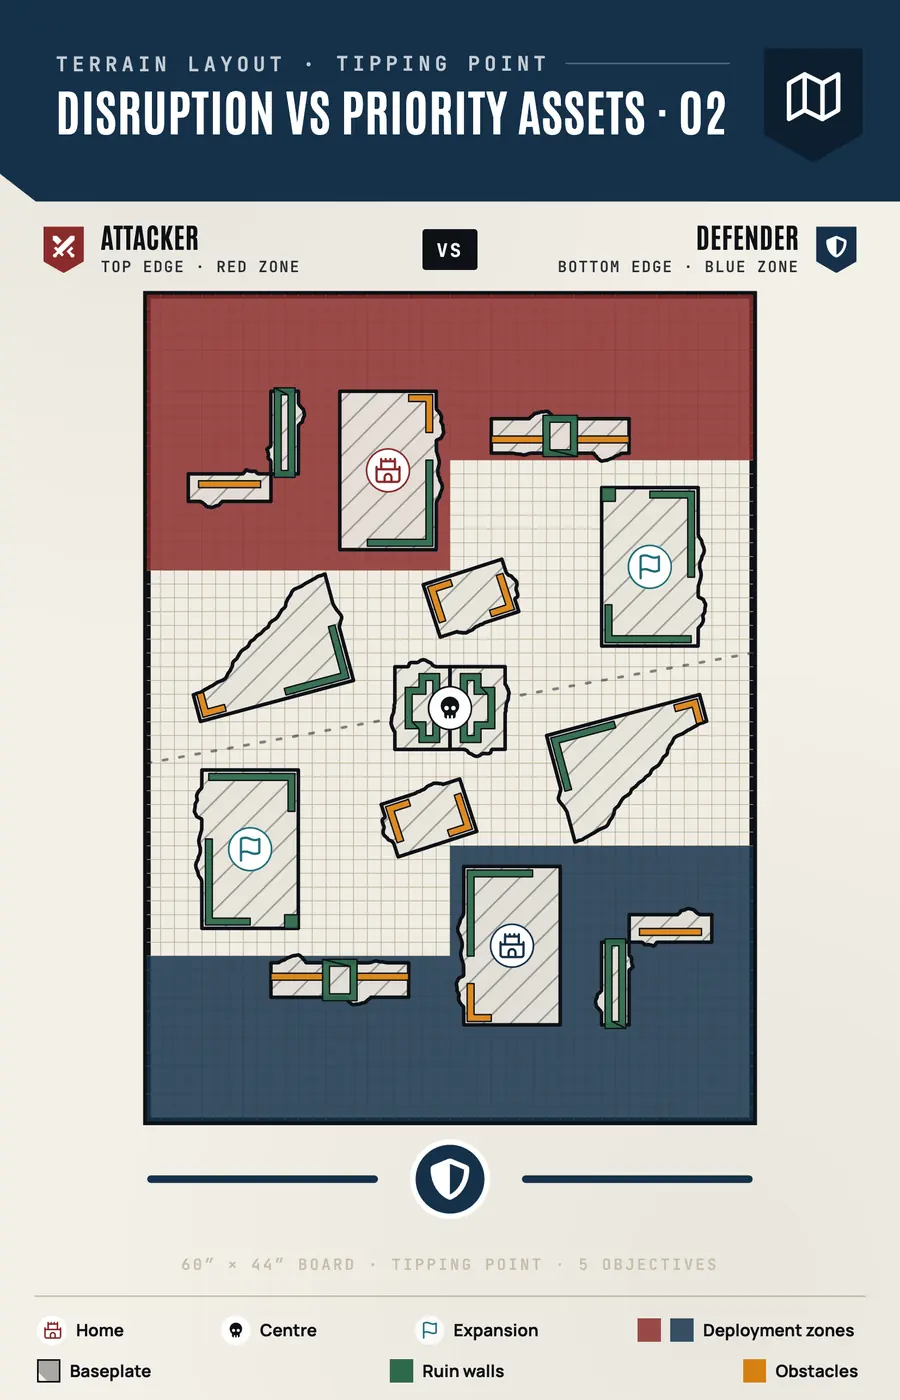 TERRAIN LAYOUT · TIPPING POINT
DISRUPTION VS PRIORITY ASSETS · 02
ATTACKER
TOP EDGE · RED ZONE
VS
DEFENDER
BOTTOM EDGE · BLUE ZONE
60″ × 44″ BOARD · TIPPING POINT · 5 OBJECTIVES
Home
Centre
Expansion
Deployment zones
Baseplate
Ruin walls
Obstacles